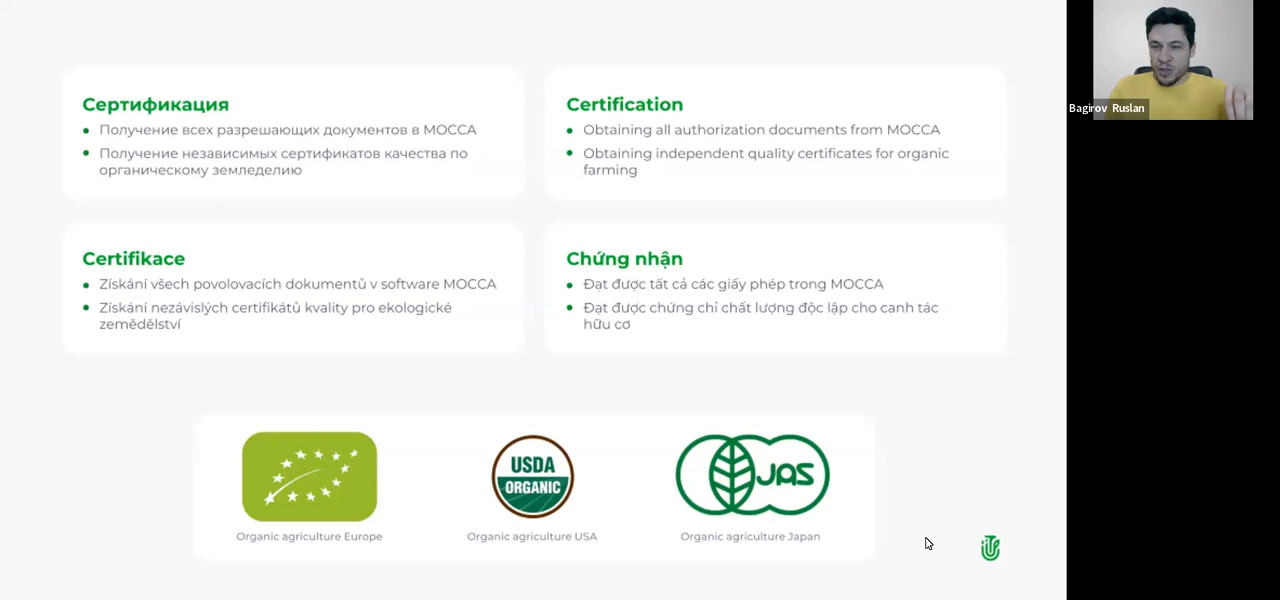 Сертификация
Получение всех разрешающих документов в МОССА
Получение независимых сертификатов качества по
органическому земледелию
Certification
Obtaining all authorization documents from MOCCA
Obtaining independent quality certificates for organic
farming
Certifikace
Získání všech povolovacích dokumentů v software MOCCA
Získání nezávislých certifikátů kvality pro ekologické
zemědělství
Chứng nhận
Đạt được tất cả các giấy phép trong MOCCA
Đạt được chứng chỉ chất lượng độc lập cho canh tác
hữu cơ
USDA
ORGANIC
JAS
Organic agriculture Europe
Organic agriculture USA
Organic agriculture Japan
Bagirov Ruslan